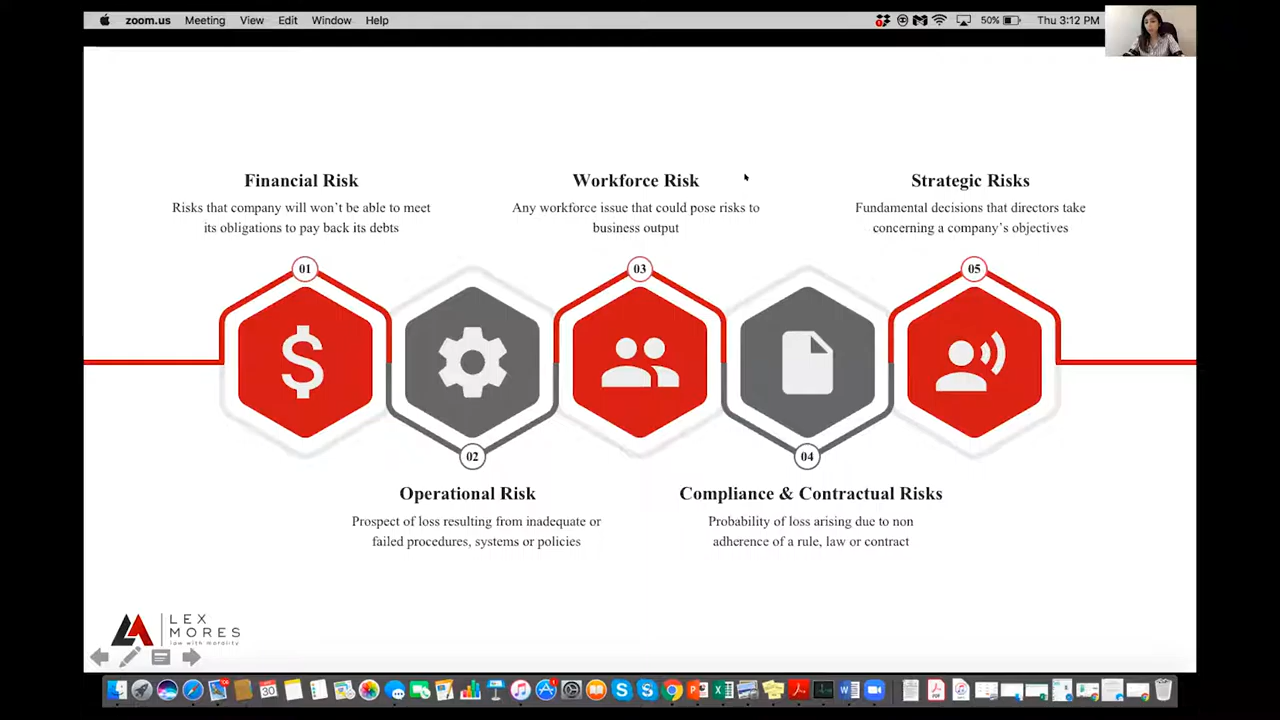 zoom.us Meeting View Edit Window Help
50% Thu 3:12 PM
Financial Risk
Risks that company will won't be able to meet
its obligations to pay back its debts
Workforce Risk
Any workforce issue that could pose risks to
business output
Strategic Risks
Fundamental decisions that directors take
concerning a company's objectives
01
03
05
02
04
Operational Risk
Prospect of loss resulting from inadequate or
failed procedures, systems or policies
Compliance & Contractual Risks
Probability of loss arising due to non
adherence of a rule, law or contract
LEX
MORES
law with morality
30